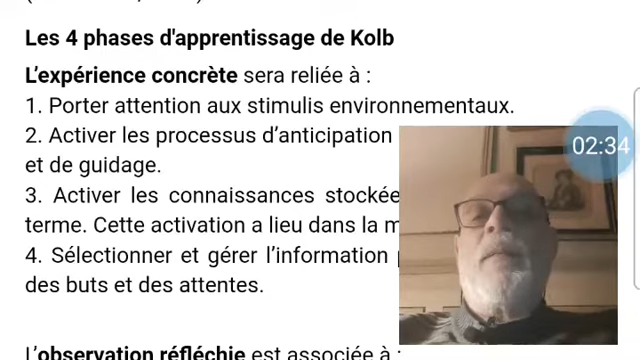 Les 4 phases d'apprentissage de Kolb
L'expérience concrète sera reliée à :
1. Porter attention aux stimulis environnementaux.
2. Activer les processus d'anticipation
et de guidage.
3. Activer les connaissances stockée
terme. Cette activation a lieu dans la m
4. Sélectionner et gérer l'information
des buts et des attentes.
L'observation réfléchie est associée à :
02:34